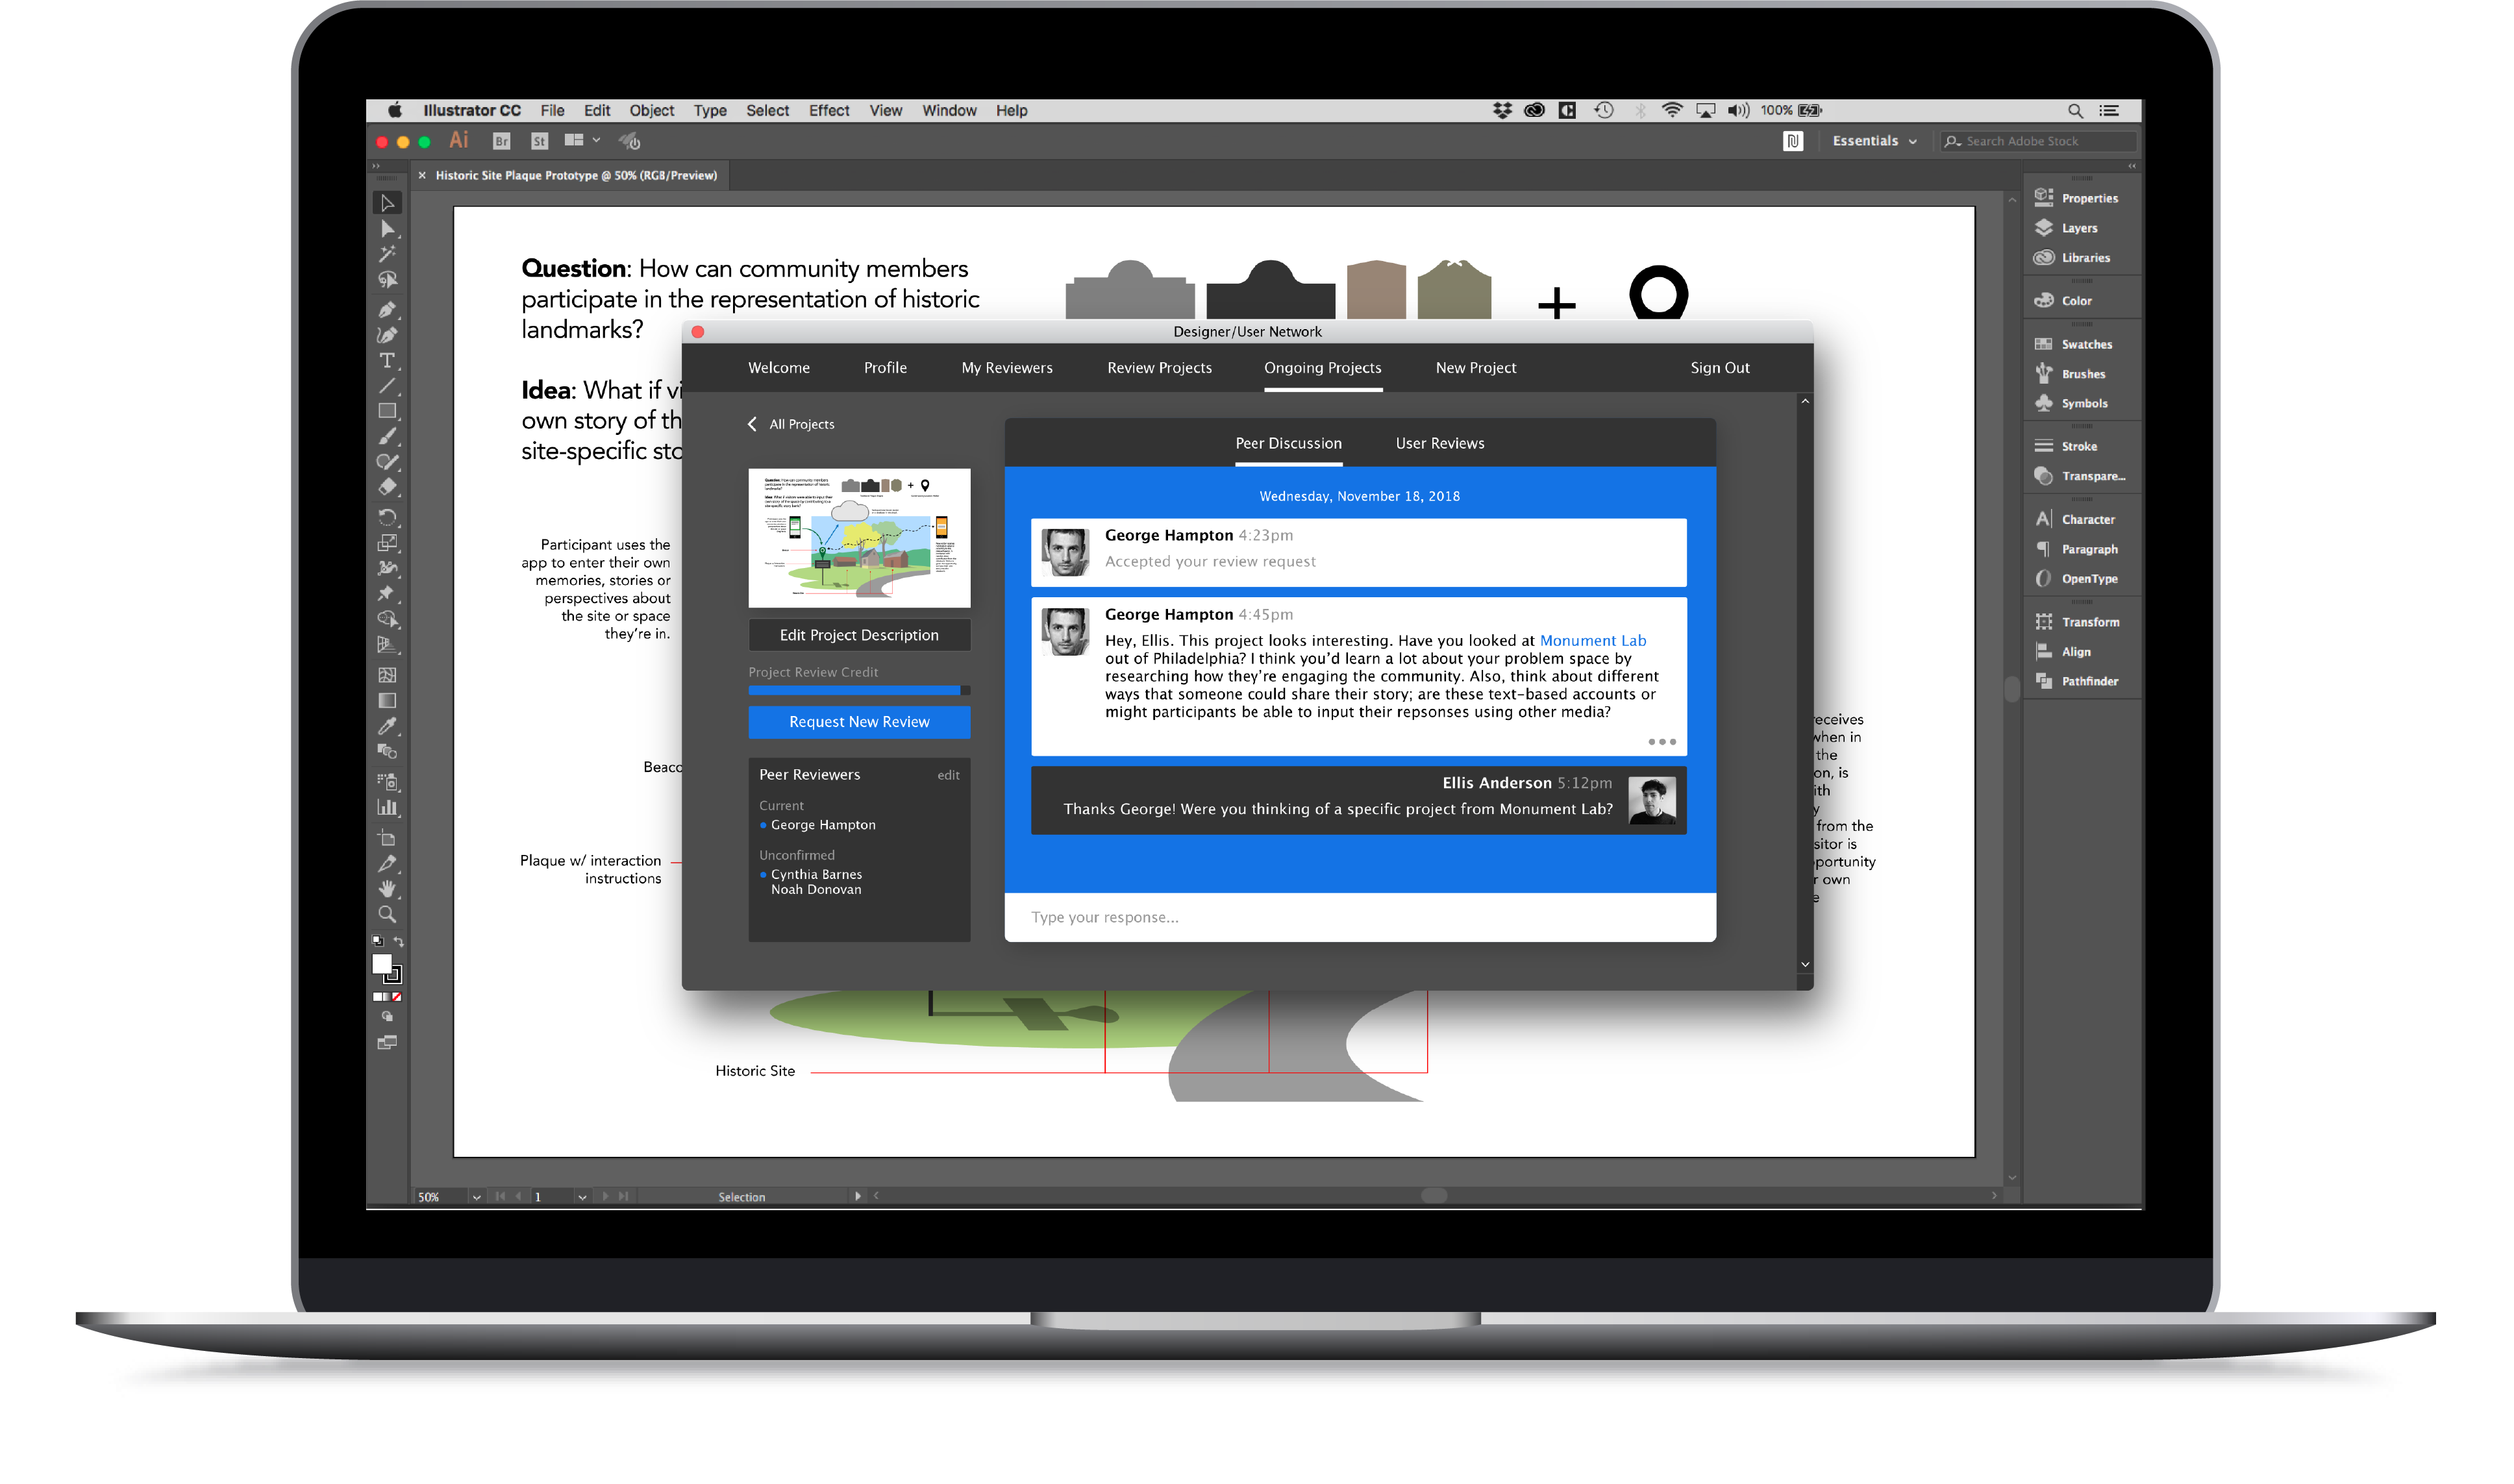 Illustrator CC File Edit Object Type Select Effect View Window Help 100%
Ai Br St Essentials Search Adobe Stock
× Historic Site Plaque Prototype @ 50% (RGB/Preview)
Question: How can community members
participate in the representation of historic
landmarks?
Idea: What if
own story of
site-specific
Participant uses the
app to enter their own
memories, stories or
perspectives about
the site or space
they're in.
Plaque w/ interaction
instructions
Historic Site
Designer/User Network
Welcome Profile My Reviewers Review Projects Ongoing Projects New Project Sign Out
All Projects
Edit Project Description
Project Review Credit
Request New Review
Peer Reviewers edit
Current
George Hampton
Unconfirmed
Cynthia Barnes
Noah Donovan
Peer Discussion User Reviews
Wednesday, November 18, 2018
George Hampton 4:23pm
Accepted your review request
George Hampton 4:45pm
Hey, Ellis. This project looks interesting. Have you looked at Monument Lab
out of Philadelphia? I think you'd learn a lot about your problem space by
researching how they're engaging the community. Also, think about different
ways that someone could share their story; are these text-based accounts or
might participants be able to input their repsonses using other media?
Ellis Anderson 5:12pm
Thanks George! Were you thinking of a specific project from Monument Lab?
Type your response...
when in
the
from the
own
Properties
Layers
Libraries
Color
Swatches
Brushes
Symbols
Stroke
Transpare...
Character
Paragraph
OpenType
Transform
Align
Pathfinder
50% 1 Selection